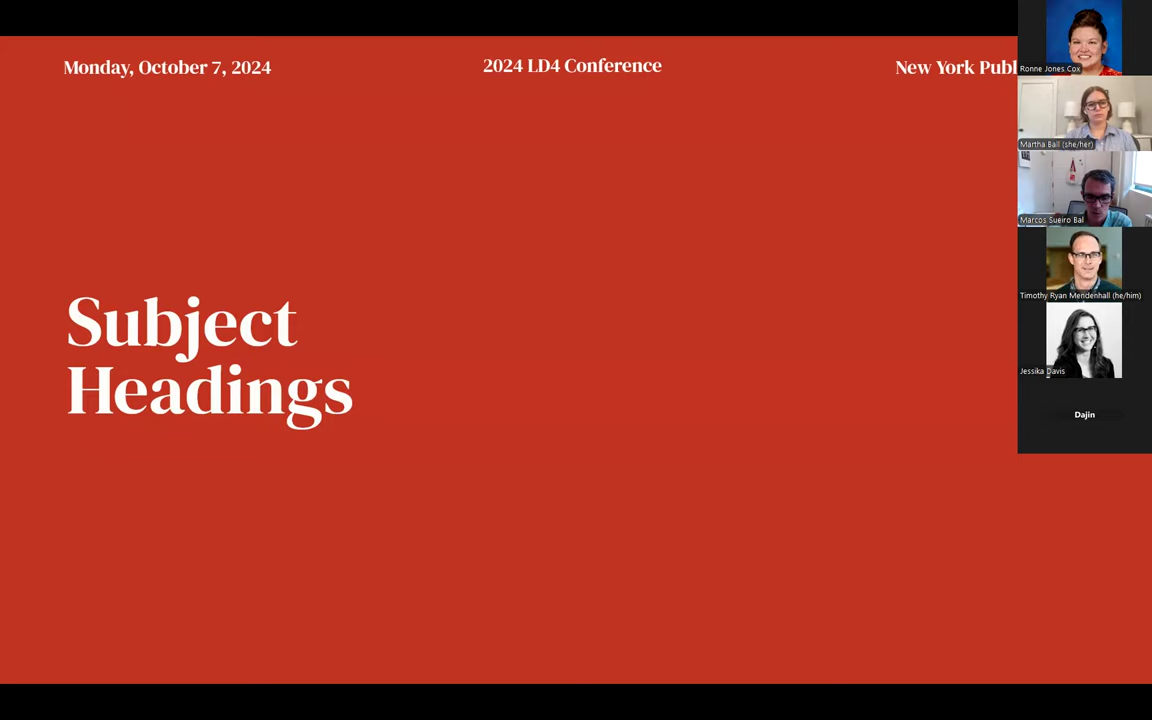 Monday, October 7, 2024
2024 LD4 Conference
New York Publ
Subject
Headings
Ronne Jones Cox
Martha Ball (she/her)
Marcos Sueiro Bal
Timothy Ryan Mendenhall (he/him)
Jessika Davis
Dajin